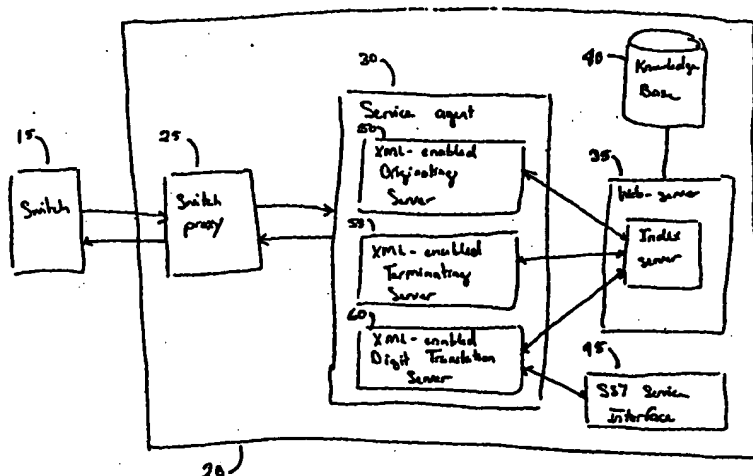 40
Knowledge
Base
30
Service agent
50
XML-enabled
Originating
Server
15
Switch
25
Switch
proxy
35
Web-server
Index
server
55
XML-enabled
Terminating
Server
60
XML-enabled
Digit Translation
Server
45
SS7 Service
Interface
20